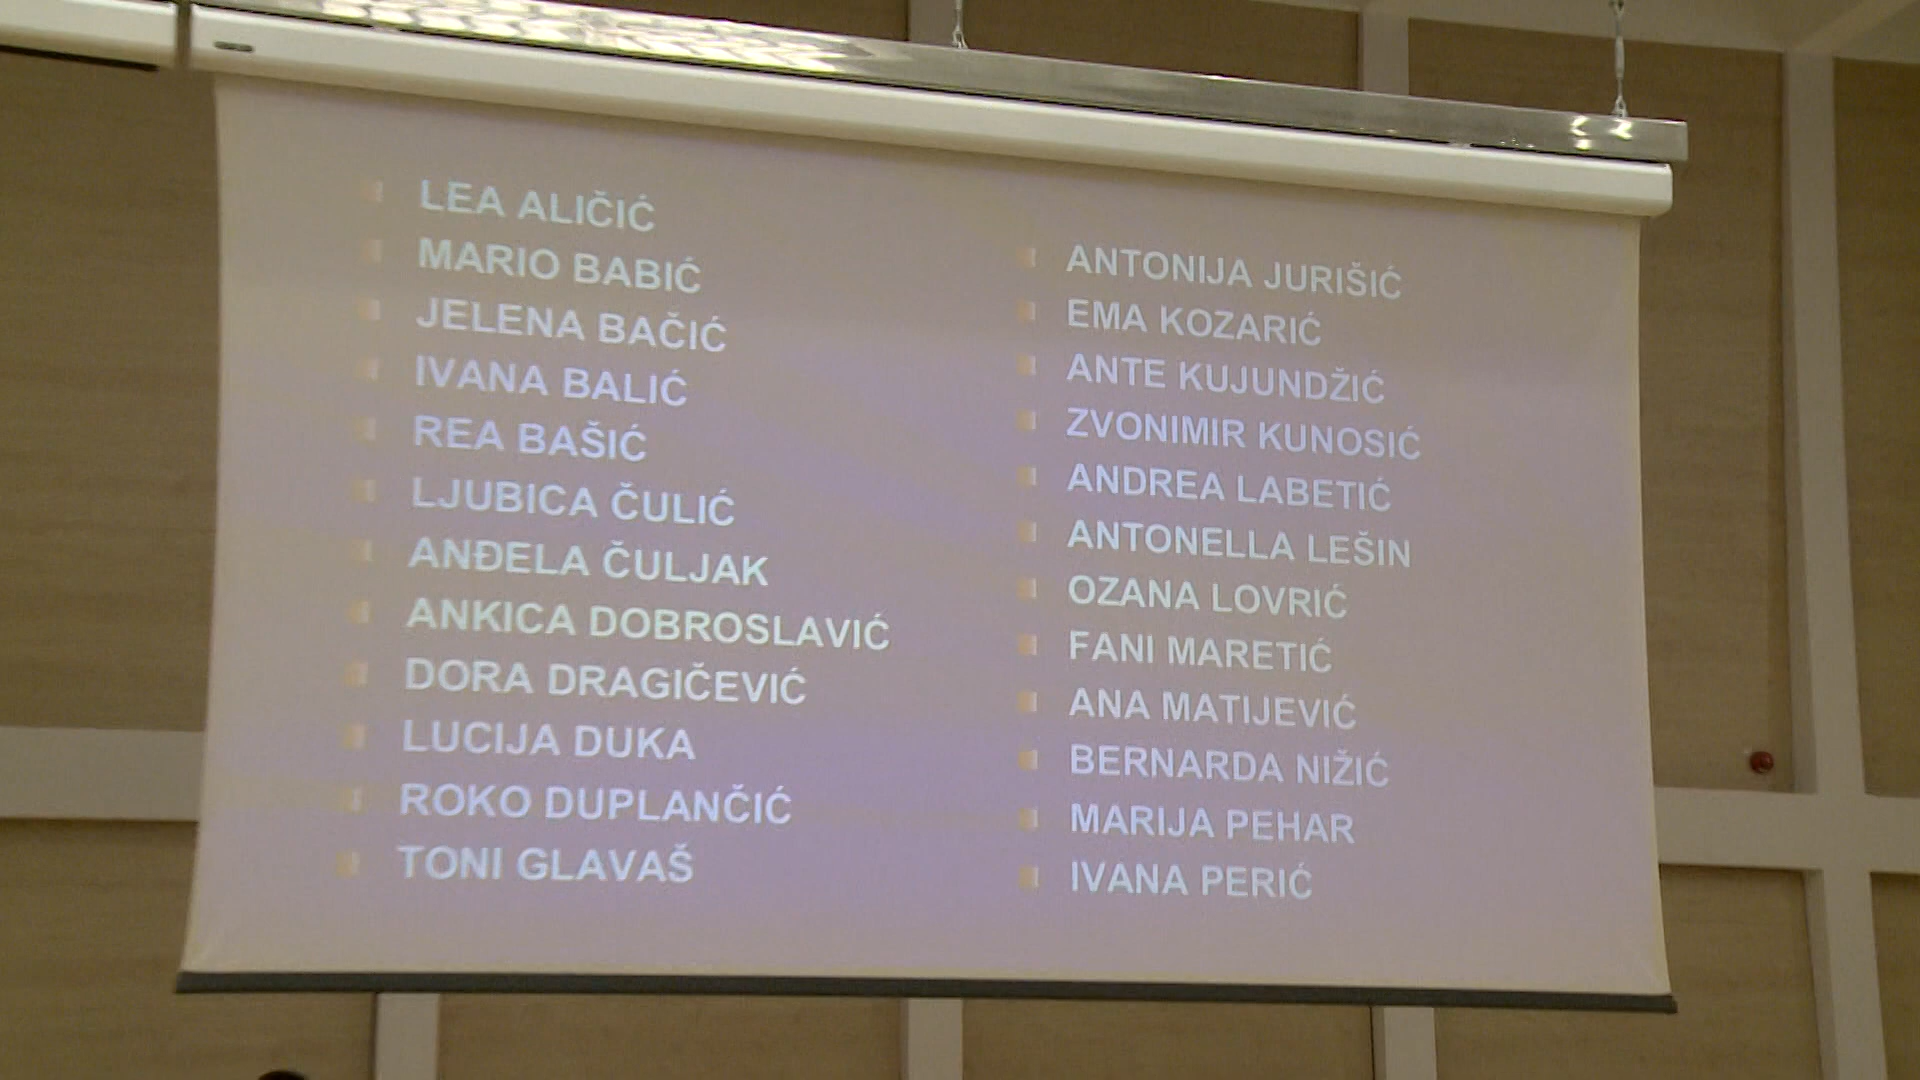 LEA ALIČIĆ
MARIO BABIĆ
JELENA BAČIĆ
IVANA BALIĆ
REA BAŠIĆ
LJUBICA ČULIĆ
ANĐELA ČULJAK
ANKICA DOBROSLAVIĆ
DORA DRAGIČEVIĆ
LUCIJA DUKA
ROKO DUPLANČIĆ
TONI GLAVAŠ
ANTONIJA JURIŠIĆ
EMA KOZARIĆ
ANTE KUJUNDŽIĆ
ZVONIMIR KUNOSIĆ
ANDREA LABETIĆ
ANTONELLA LEŠIN
OZANA LOVRIĆ
FANI MARETIĆ
ANA MATIJEVIĆ
BERNARDA NIŽIĆ
MARIJA PEHAR
IVANA PERIĆ